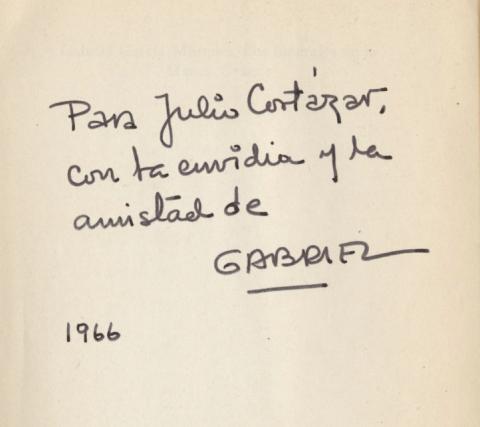 Para Julio Cortázar,
con la envidia y la
amistad de
GABRIEL
1966